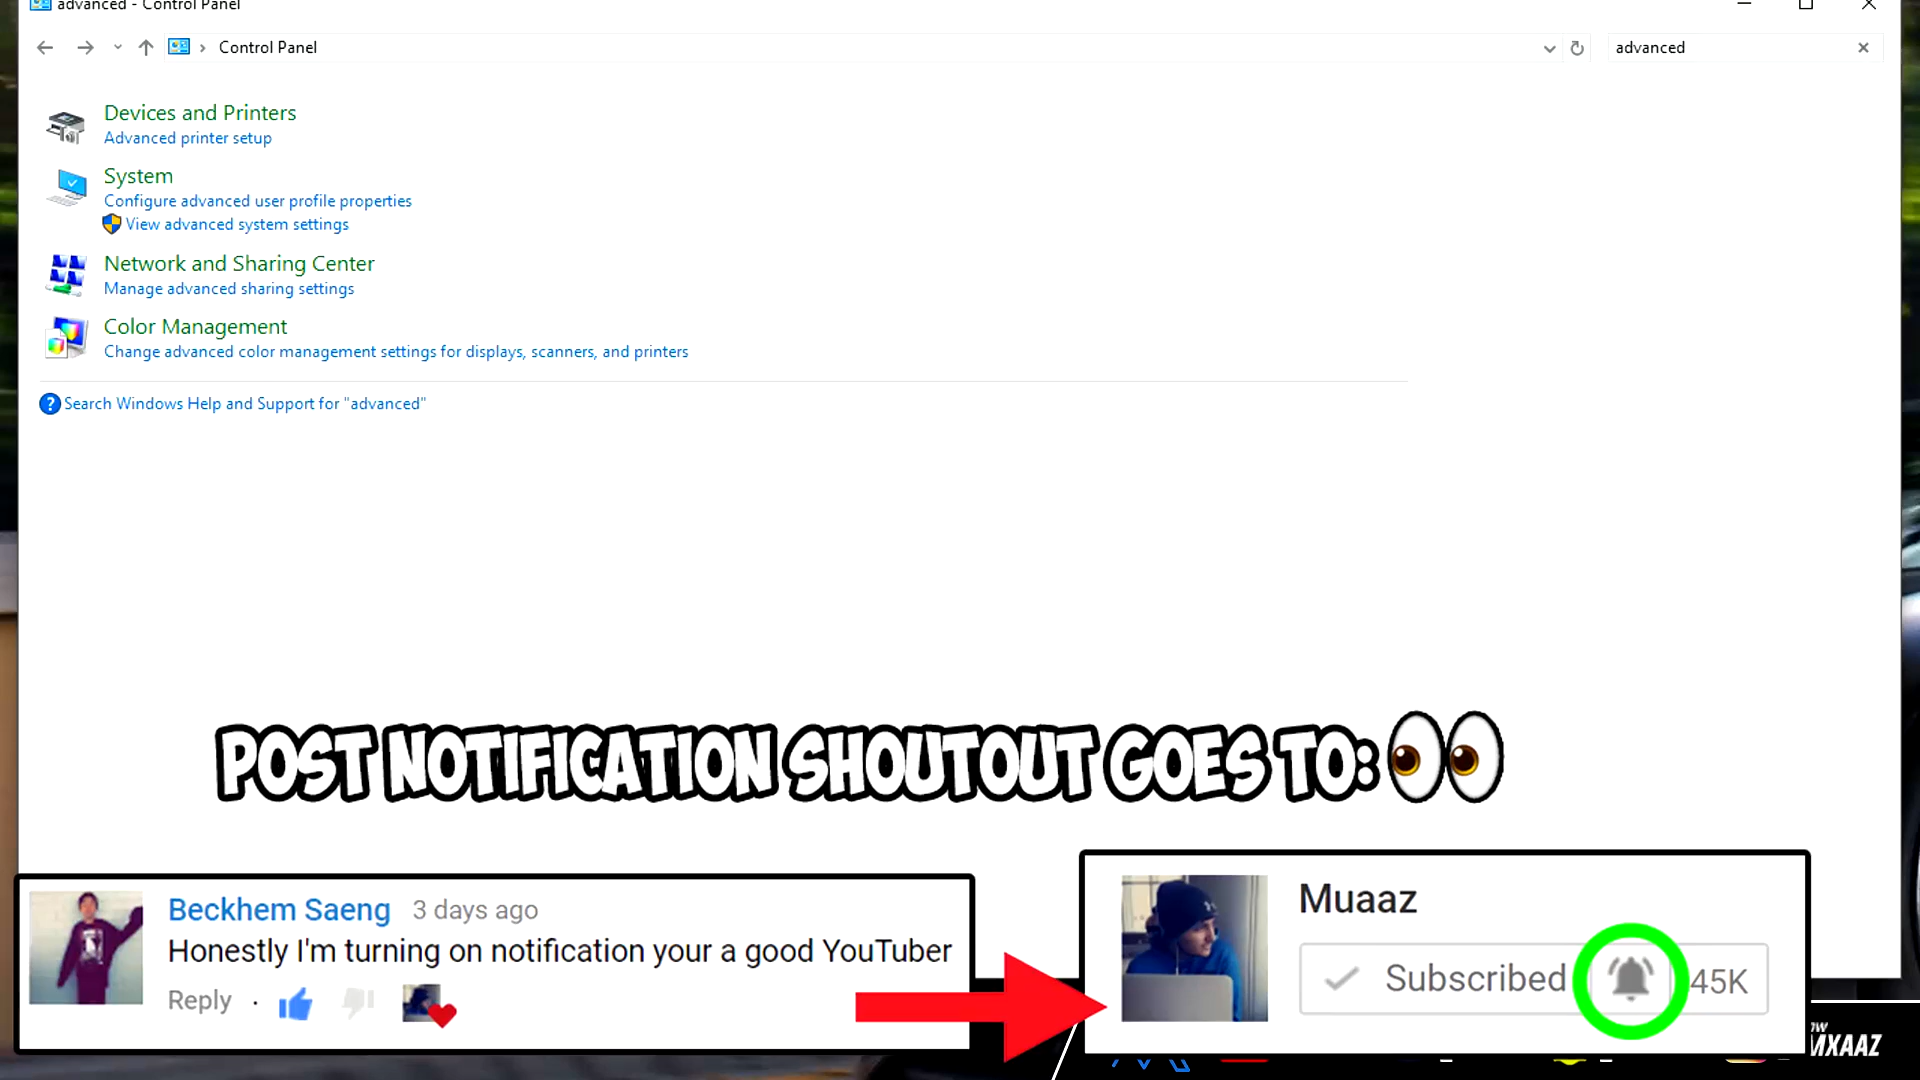 advanced - Control Panel
Control Panel
advanced
Devices and Printers
Advanced printer setup
System
Configure advanced user profile properties
View advanced system settings
Network and Sharing Center
Manage advanced sharing settings
Color Management
Change advanced color management settings for displays, scanners, and printers
Search Windows Help and Support for "advanced"
POST NOTIFICATION SHOUTOUT GOES TO:
Beckhem Saeng 3 days ago
Honestly I'm turning on notification your a good YouTuber
Reply
Muaaz
Subscribed 45K
MXAAZ